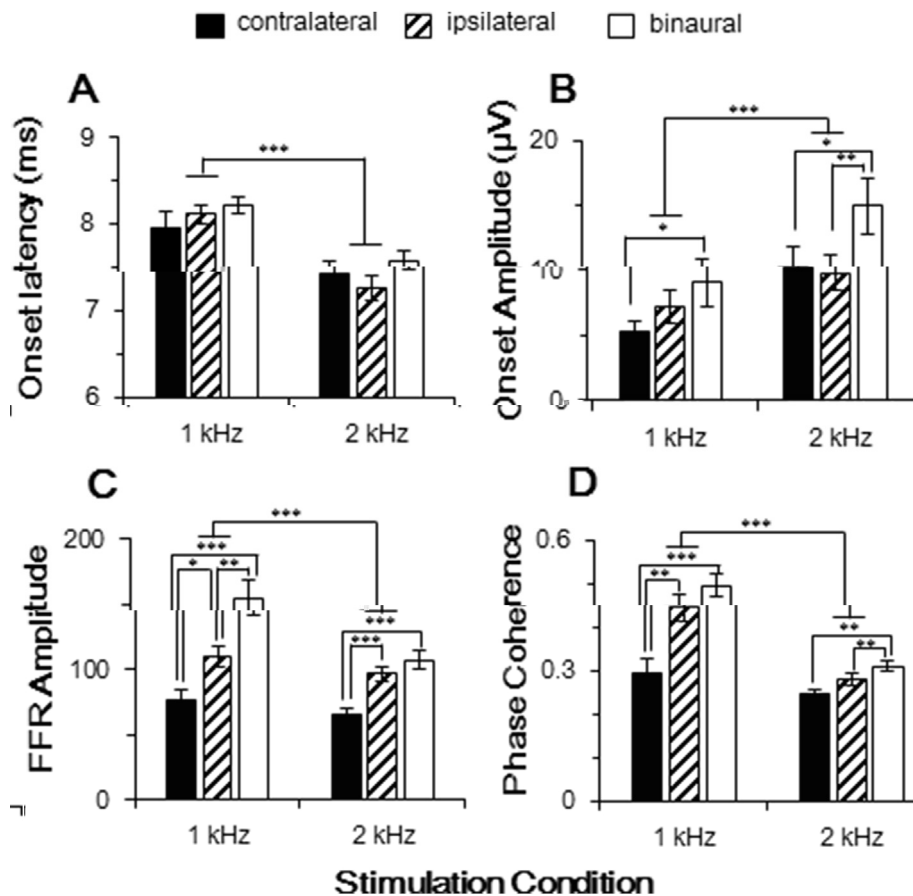 contralateral ipsilateral binaural
A
Onset latency (ms)
9
8
7
6
***
1 kHz 2 kHz
B
Onset Amplitude (µV)
20
10
0
***
*
*
**
1 kHz 2 kHz
C
FFR Amplitude
200
100
0
***
***
* **
***
***
1 kHz 2 kHz
D
Phase Coherence
0.6
0.3
0
***
***
**
**
**
1 kHz 2 kHz
Stimulation Condition